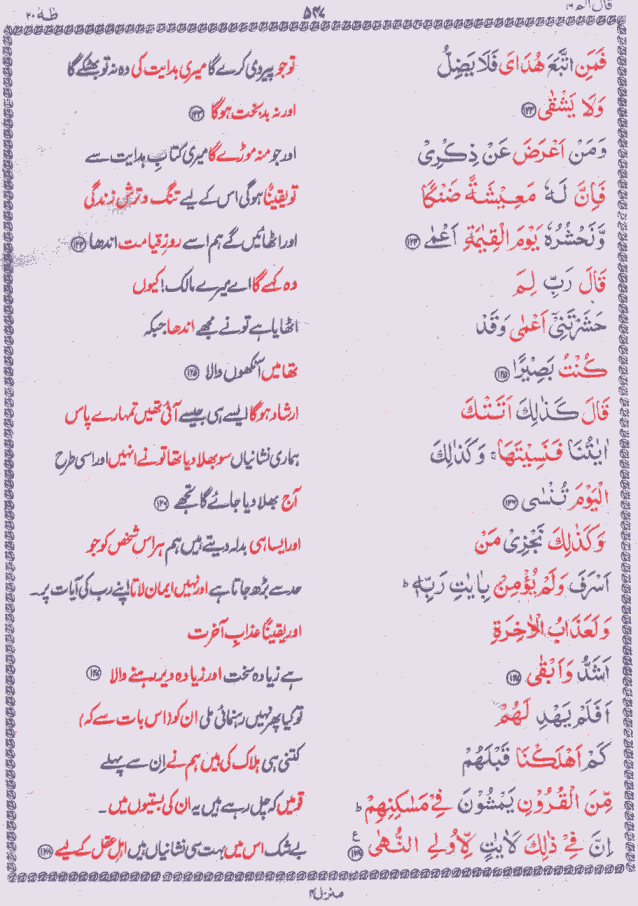 قال الم ١٦ ۵۴۷ طٰهٰ ٢٠
فَمَنِ اتَّبَعَ هُدَایَ فَلَا یَضِلُّ تو جو پیروی کرے گا میری ہدایت کی وہ نہ تو بھٹکے گا
وَلَا یَشْقٰی ﴿۱۲۳﴾ اور نہ بدبخت ہوگا ﴿۱۲۳﴾
وَمَنْ اَعْرَضَ عَنْ ذِکْرِیْ اور جو منہ موڑے گا میری کتابِ ہدایت سے
فَاِنَّ لَهٗ مَعِیْشَةً ضَنْکًا تو یقینًا ہوگی اس کے لیے تنگ و ترش زندگی
وَّنَحْشُرُهٗ یَوْمَ الْقِیٰمَةِ اَعْمٰی ﴿۱۲۴﴾ اور اٹھائیں گے ہم اسے روزِ قیامت اندھا ﴿۱۲۴﴾
قَالَ رَبِّ لِمَ وہ کہے گا اے میرے مالک! کیوں
حَشَرْتَنِیْۤ اَعْمٰی وَقَدْ اٹھایا ہے تو نے مجھے اندھا جبکہ
کُنْتُ بَصِیْرًا ﴿۱۲۵﴾ تھا میں آنکھوں والا ﴿۱۲۵﴾
قَالَ کَذٰلِکَ اَتَتْکَ ارشاد ہوگا ایسے ہی جیسے آئی تھیں تمہارے پاس
اٰیٰتُنَا فَنَسِیْتَهَا ۚ وَکَذٰلِکَ ہماری نشانیاں سو بھلا دیا تھا تو نے انہیں اور اسی طرح
الْیَوْمَ تُنْسٰی ﴿۱۲۶﴾ آج بھلا دیا جائے گا تجھے ﴿۱۲۶﴾
وَکَذٰلِکَ نَجْزِیْ مَنْ اور ایسا ہی بدلہ دیتے ہیں ہم ہر اس شخص کو جو
اَسْرَفَ وَلَمْ یُؤْمِنْۢ بِاٰیٰتِ رَبِّهٖ ؕ حد سے بڑھ جاتا ہے اور نہیں ایمان لاتا اپنے رب کی آیات پر۔
وَلَعَذَابُ الْاٰخِرَةِ اور یقینًا عذابِ آخرت
اَشَدُّ وَاَبْقٰی ﴿۱۲۷﴾ ہے زیادہ سخت اور زیادہ دیر رہنے والا ﴿۱۲۷﴾
اَفَلَمْ یَهْدِ لَهُمْ تو کیا پھر نہیں رہنمائی ملی ان کو (اس بات سے کہ)
کَمْ اَهْلَکْنَا قَبْلَهُمْ کتنی ہی ہلاک کی ہیں ہم نے اِن سے پہلے
مِّنَ الْقُرُوْنِ یَمْشُوْنَ فِیْ مَسٰکِنِهِمْ ؕ قومیں کہ چل رہے ہیں یہ ان کی بستیوں میں۔
اِنَّ فِیْ ذٰلِکَ لَاٰیٰتٍ لِّاُولِی النُّهٰی ﴿۱۲۸﴾ ع بے شک اس میں بہت سی نشانیاں ہیں اہلِ عقل کے لیے ﴿۱۲۸﴾
منزل ۴